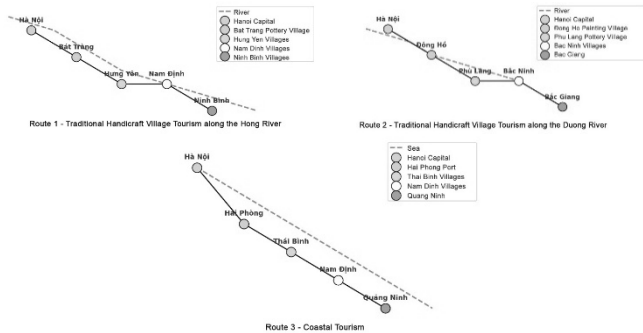 Hà Nội
Bát Tràng
Hưng Yên
Nam Định
Ninh Bình
River
Hanoi Capital
Bat Trang Pottery Village
Hung Yen Villages
Nam Dinh Villages
Ninh Binh Villages
Route 1 - Traditional Handicraft Village Tourism along the Hong River
Hà Nội
Đông Hồ
Phù Lãng
Bắc Ninh
Bắc Giang
River
Hanoi Capital
Dong Ho Painting Village
Phu Lang Pottery Village
Bac Ninh Villages
Bac Giang
Route 2 - Traditional Handicraft Village Tourism along the Duong River
Hà Nội
Hải Phòng
Thái Bình
Nam Định
Quảng Ninh
Sea
Hanoi Capital
Hai Phong Port
Thai Binh Villages
Nam Dinh Villages
Quang Ninh
Route 3 - Coastal Tourism